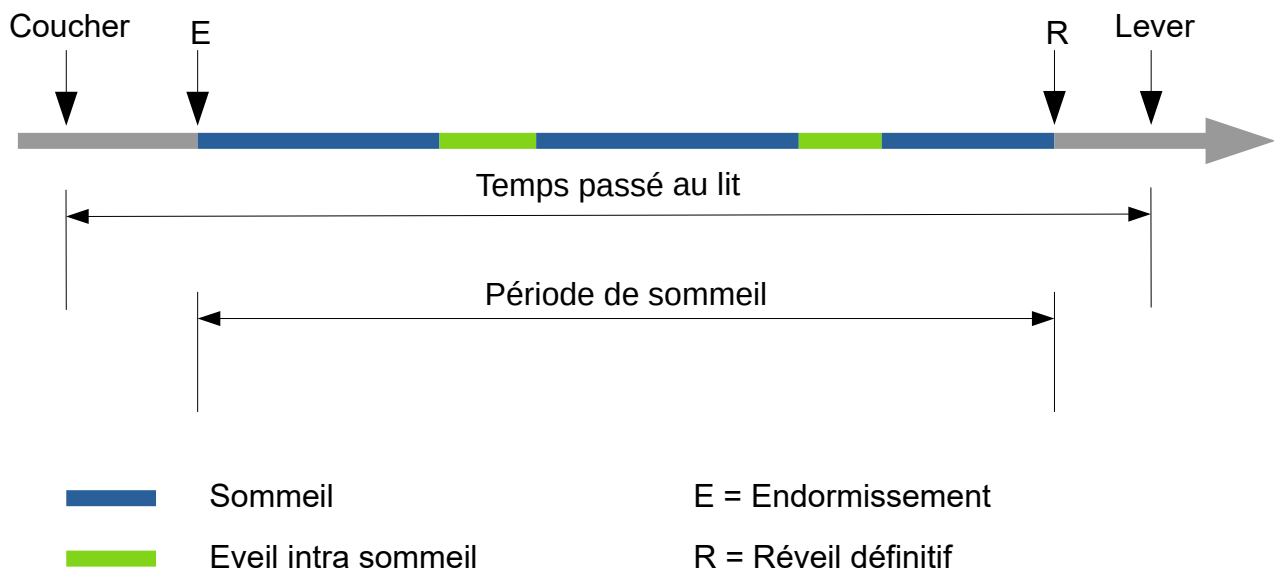 Coucher
E
R
Lever
Temps passé au lit
Période de sommeil
Sommeil
E = Endormissement
Eveil intra sommeil
R = Réveil définitif